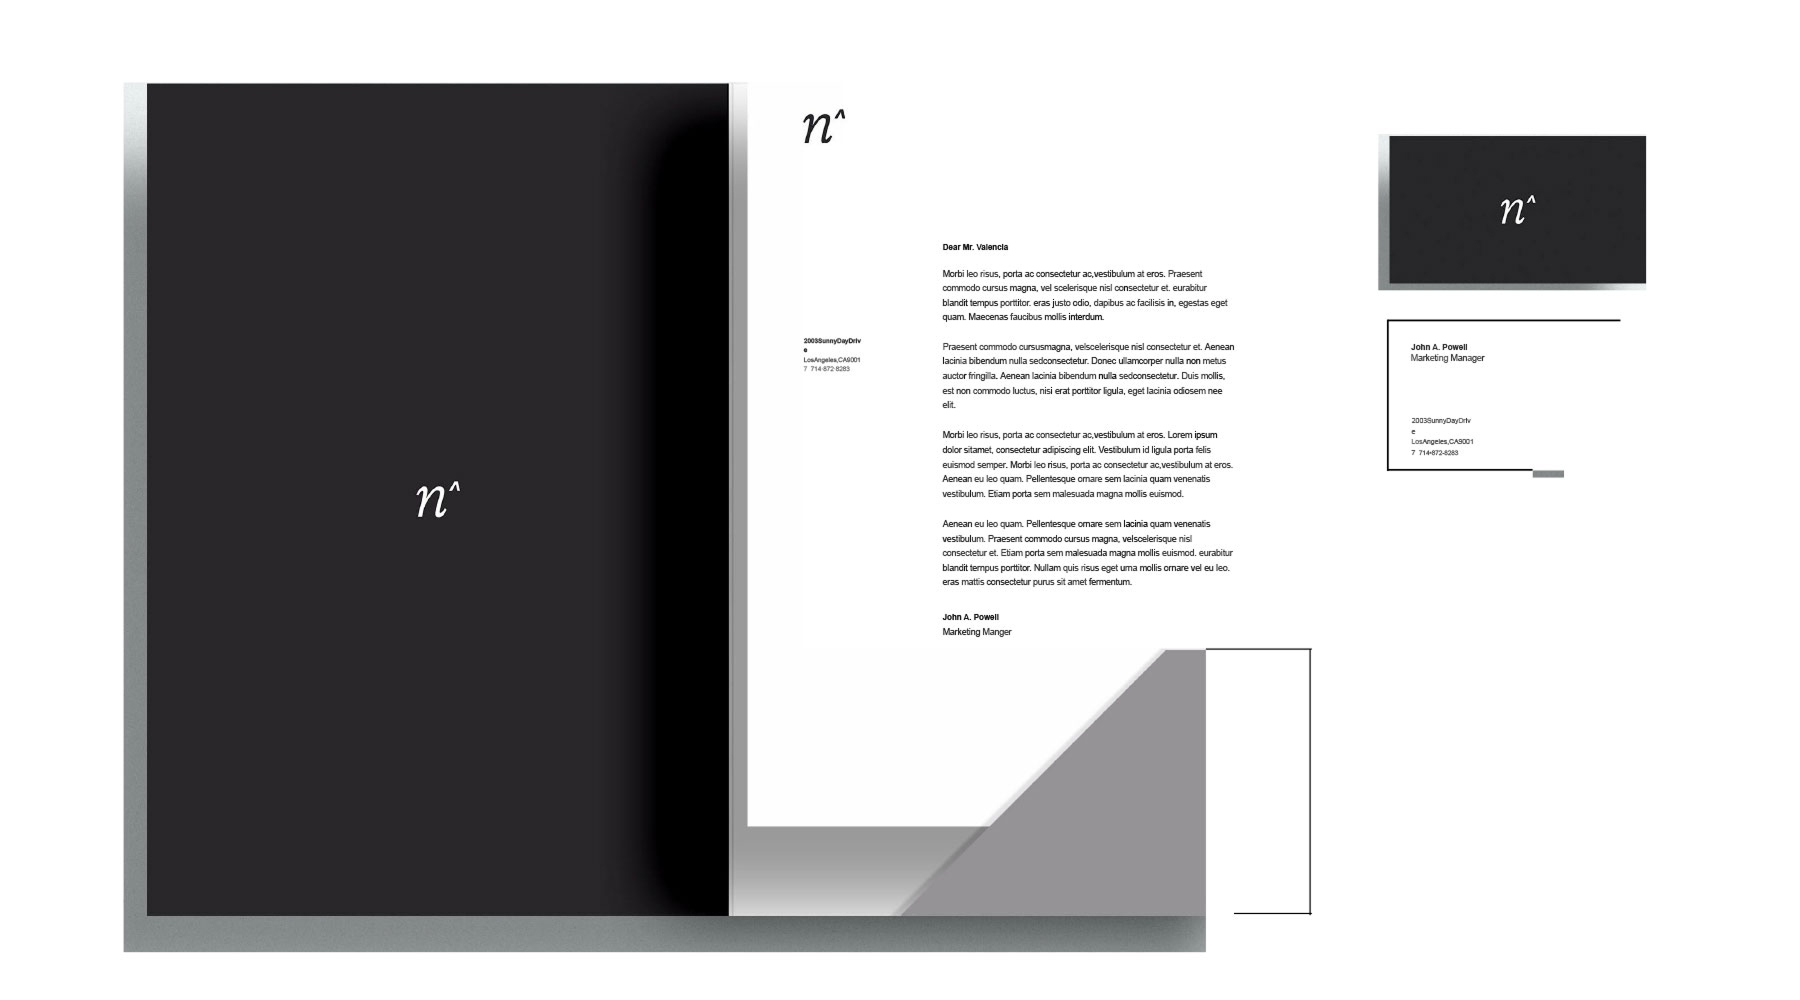 n^
n^
Dear Mr. Valencia
Morbi leo risus, porta ac consectetur ac,vestibulum at eros. Praesent
commodo cursus magna, vel scelerisque nisl consectetur et. eurabitur
blandit tempus porttitor. eras justo odio, dapibus ac facilisis in, egestas eget
quam. Maecenas faucibus mollis interdum.
2003SunnyDayDriv
e
LosAngeles,CA9001
7 714-872-8283
Praesent commodo cursusmagna, velscelerisque nisl consectetur et. Aenean
lacinia bibendum nulla sedconsectetur. Donec ullamcorper nulla non metus
auctor fringilla. Aenean lacinia bibendum nulla sedconsectetur. Duis mollis,
est non commodo luctus, nisi erat porttitor ligula, eget lacinia odiosem nee
elit.
Morbi leo risus, porta ac consectetur ac,vestibulum at eros. Lorem ipsum
dolor sitamet, consectetur adipiscing elit. Vestibulum id ligula porta felis
euismod semper. Morbi leo risus, porta ac consectetur ac,vestibulum at eros.
Aenean eu leo quam. Pellentesque ornare sem lacinia quam venenatis
vestibulum. Etiam porta sem malesuada magna mollis euismod.
Aenean eu leo quam. Pellentesque ornare sem lacinia quam venenatis
vestibulum. Praesent commodo cursus magna, velscelerisque nisl
consectetur et. Etiam porta sem malesuada magna mollis euismod. eurabitur
blandit tempus porttitor. Nullam quis risus eget urna mollis ornare vel eu leo.
eras mattis consectetur purus sit amet fermentum.
John A. Powell
Marketing Manger
n^
John A. Powell
Marketing Manager
2003SunnyDayDriv
e
LosAngeles,CA9001
7 714-872-8283